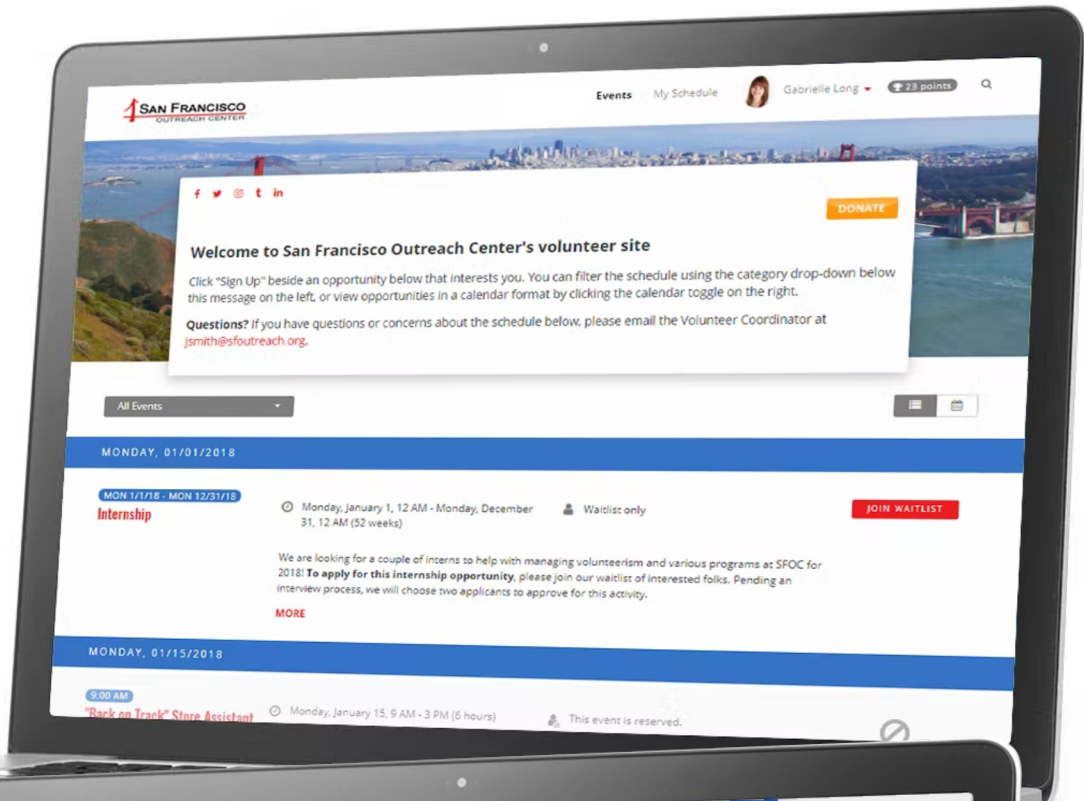 SAN FRANCISCO
OUTREACH CENTER
Events My Schedule Gabrielle Long 23 points
DONATE
Welcome to San Francisco Outreach Center's volunteer site
Click "Sign Up" beside an opportunity below that interests you. You can filter the schedule using the category drop-down below
this message on the left, or view opportunities in a calendar format by clicking the calendar toggle on the right.
Questions? If you have questions or concerns about the schedule below, please email the Volunteer Coordinator at
jsmith@sfoutreach.org.
All Events
MONDAY, 01/01/2018
MON 1/1/18 - MON 12/31/18
Internship
Monday, January 1, 12 AM - Monday, December
31, 12 AM (52 weeks)
Waitlist only
JOIN WAITLIST
We are looking for a couple of interns to help with managing volunteerism and various programs at SFOC for
2018! To apply for this internship opportunity, please join our waitlist of interested folks. Pending an
interview process, we will choose two applicants to approve for this activity.
MORE
MONDAY, 01/15/2018
9:00 AM
"Back on Track" Store Assistant
Monday, January 15, 9 AM - 3 PM (6 hours)
This event is reserved.